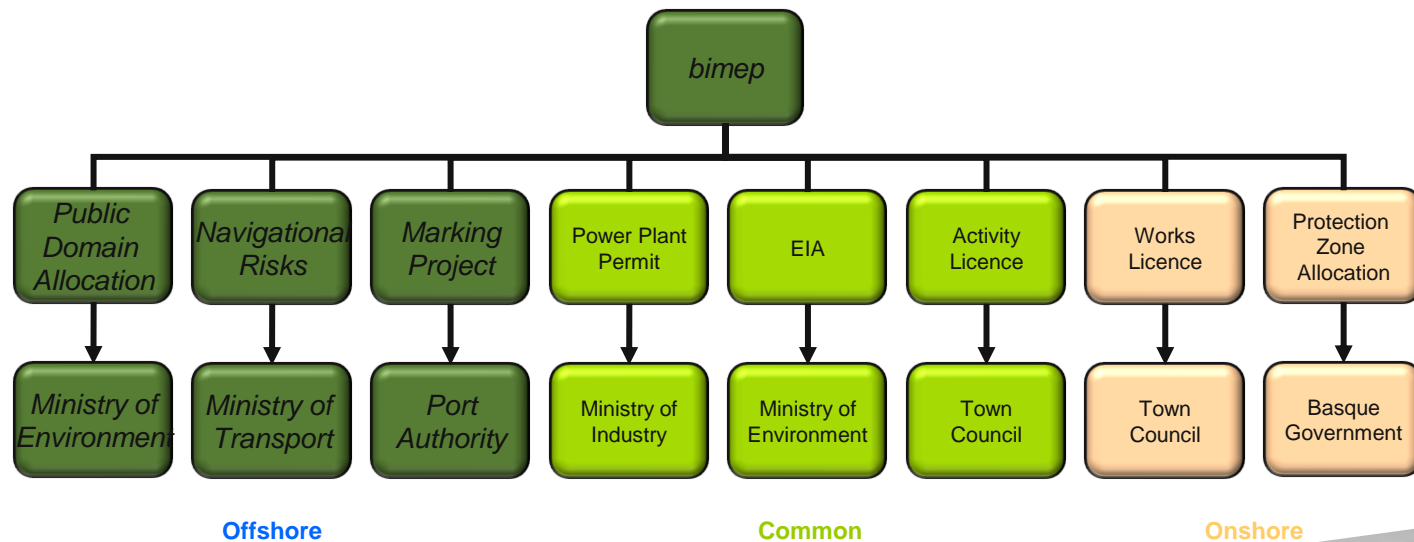 bimep
Public
Domain
Allocation
Navigational
Risks
Marking
Project
Power Plant
Permit
EIA
Activity
Licence
Works
Licence
Protection
Zone
Allocation
Ministry of
Environment
Ministry of
Transport
Port
Authority
Ministry of
Industry
Ministry of
Environment
Town
Council
Town
Council
Basque
Government
Offshore
Common
Onshore